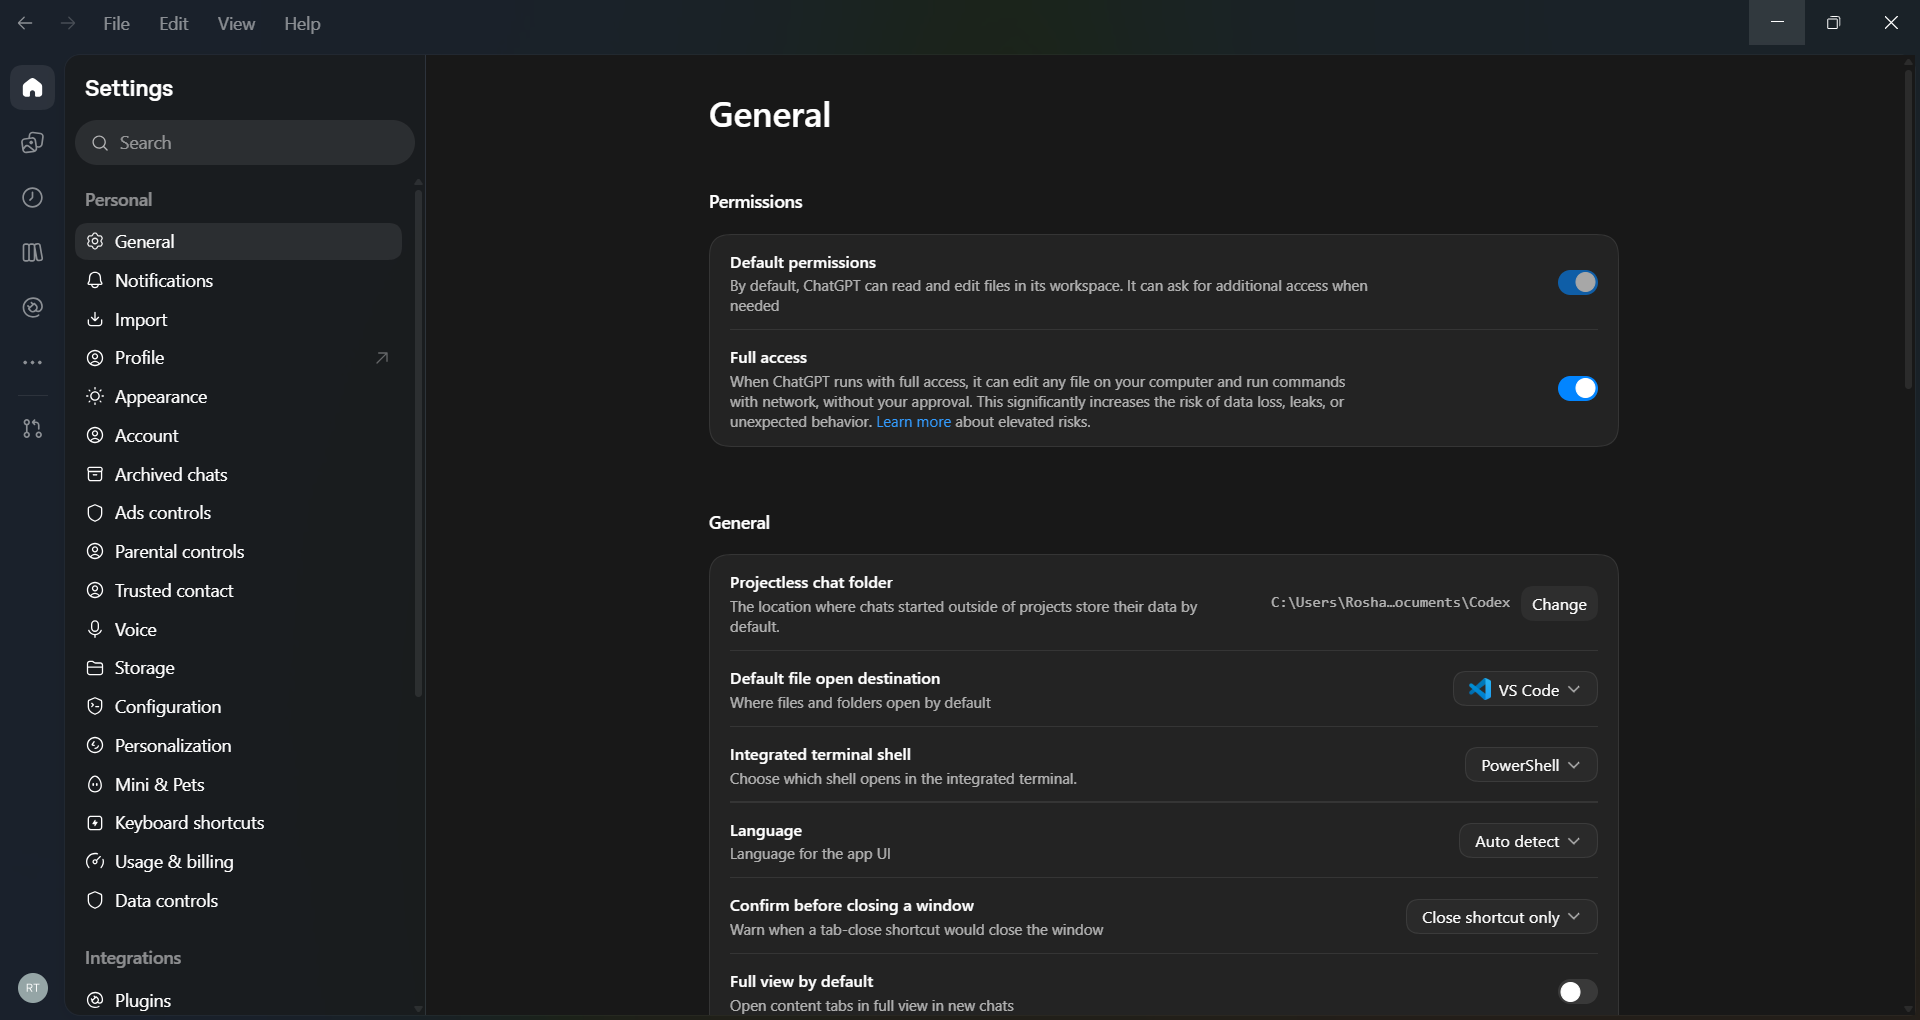 File Edit View Help
Settings
Search
Personal
General
Notifications
Import
Profile
Appearance
Account
Archived chats
Ads controls
Parental controls
Trusted contact
Voice
Storage
Configuration
Personalization
Mini & Pets
Keyboard shortcuts
Usage & billing
Data controls
Integrations
Plugins
RT
General
Permissions
Default permissions
By default, ChatGPT can read and edit files in its workspace. It can ask for additional access when
needed
Full access
When ChatGPT runs with full access, it can edit any file on your computer and run commands
with network, without your approval. This significantly increases the risk of data loss, leaks, or
unexpected behavior. Learn more about elevated risks.
General
Projectless chat folder
The location where chats started outside of projects store their data by
default.
C:\Users\Rosha…ocuments\Codex Change
Default file open destination
Where files and folders open by default
VS Code
Integrated terminal shell
Choose which shell opens in the integrated terminal.
PowerShell
Language
Language for the app UI
Auto detect
Confirm before closing a window
Warn when a tab-close shortcut would close the window
Close shortcut only
Full view by default
Open content tabs in full view in new chats